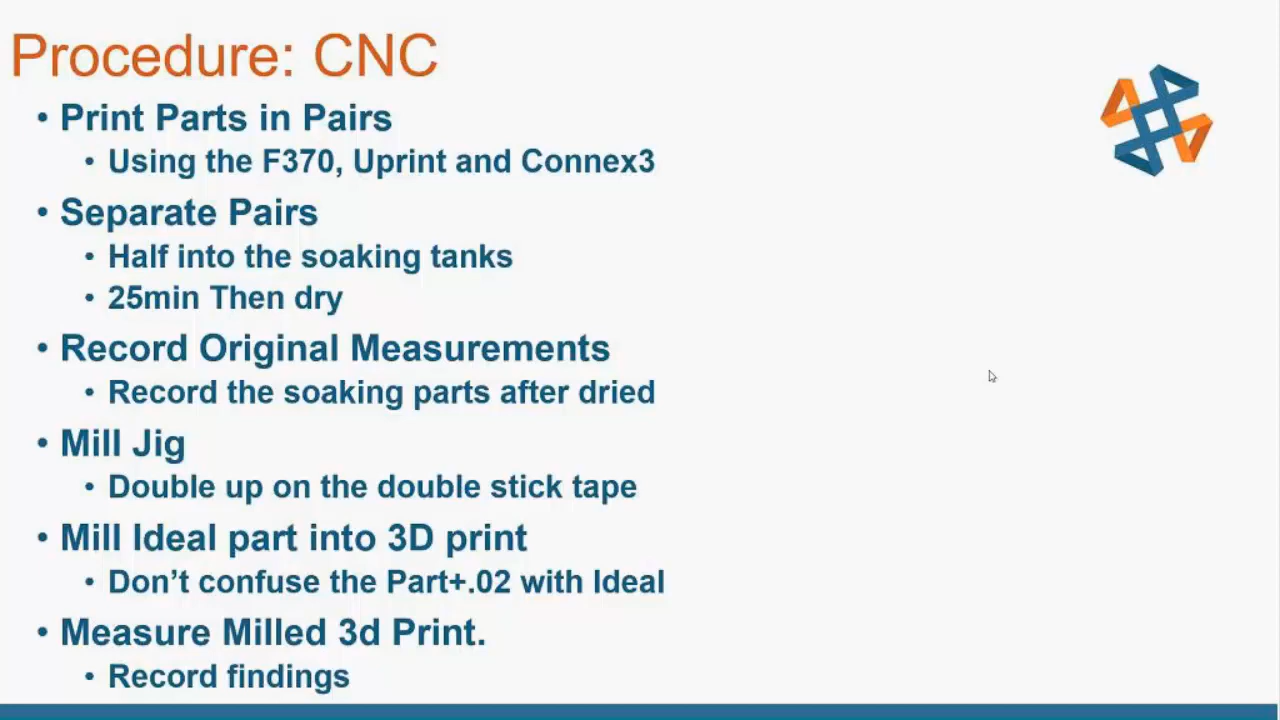 Procedure: CNC
• Print Parts in Pairs
• Using the F370, Uprint and Connex3
• Separate Pairs
• Half into the soaking tanks
• 25min Then dry
• Record Original Measurements
• Record the soaking parts after dried
• Mill Jig
• Double up on the double stick tape
• Mill Ideal part into 3D print
• Don’t confuse the Part+.02 with Ideal
• Measure Milled 3d Print.
• Record findings